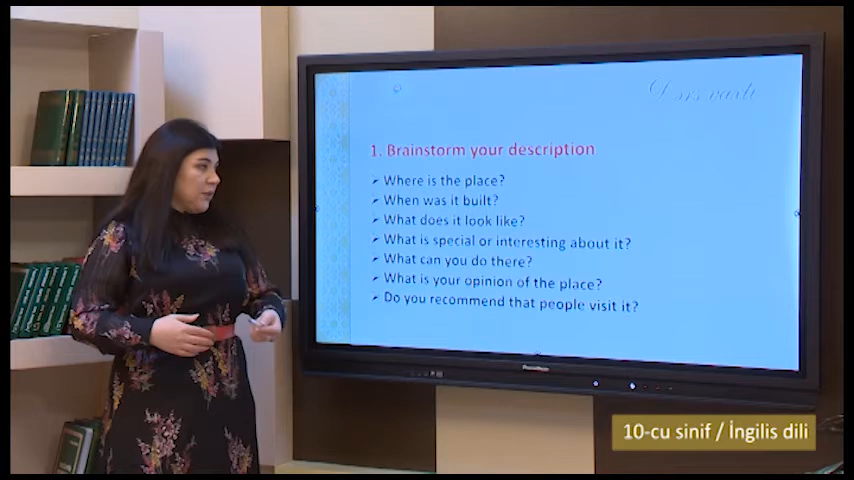 Dərs vaxtı
1. Brainstorm your description
➢ Where is the place?
➢ When was it built?
➢ What does it look like?
➢ What is special or interesting about it?
➢ What can you do there?
➢ What is your opinion of the place?
➢ Do you recommend that people visit it?
10-cu sinif / İngilis dili